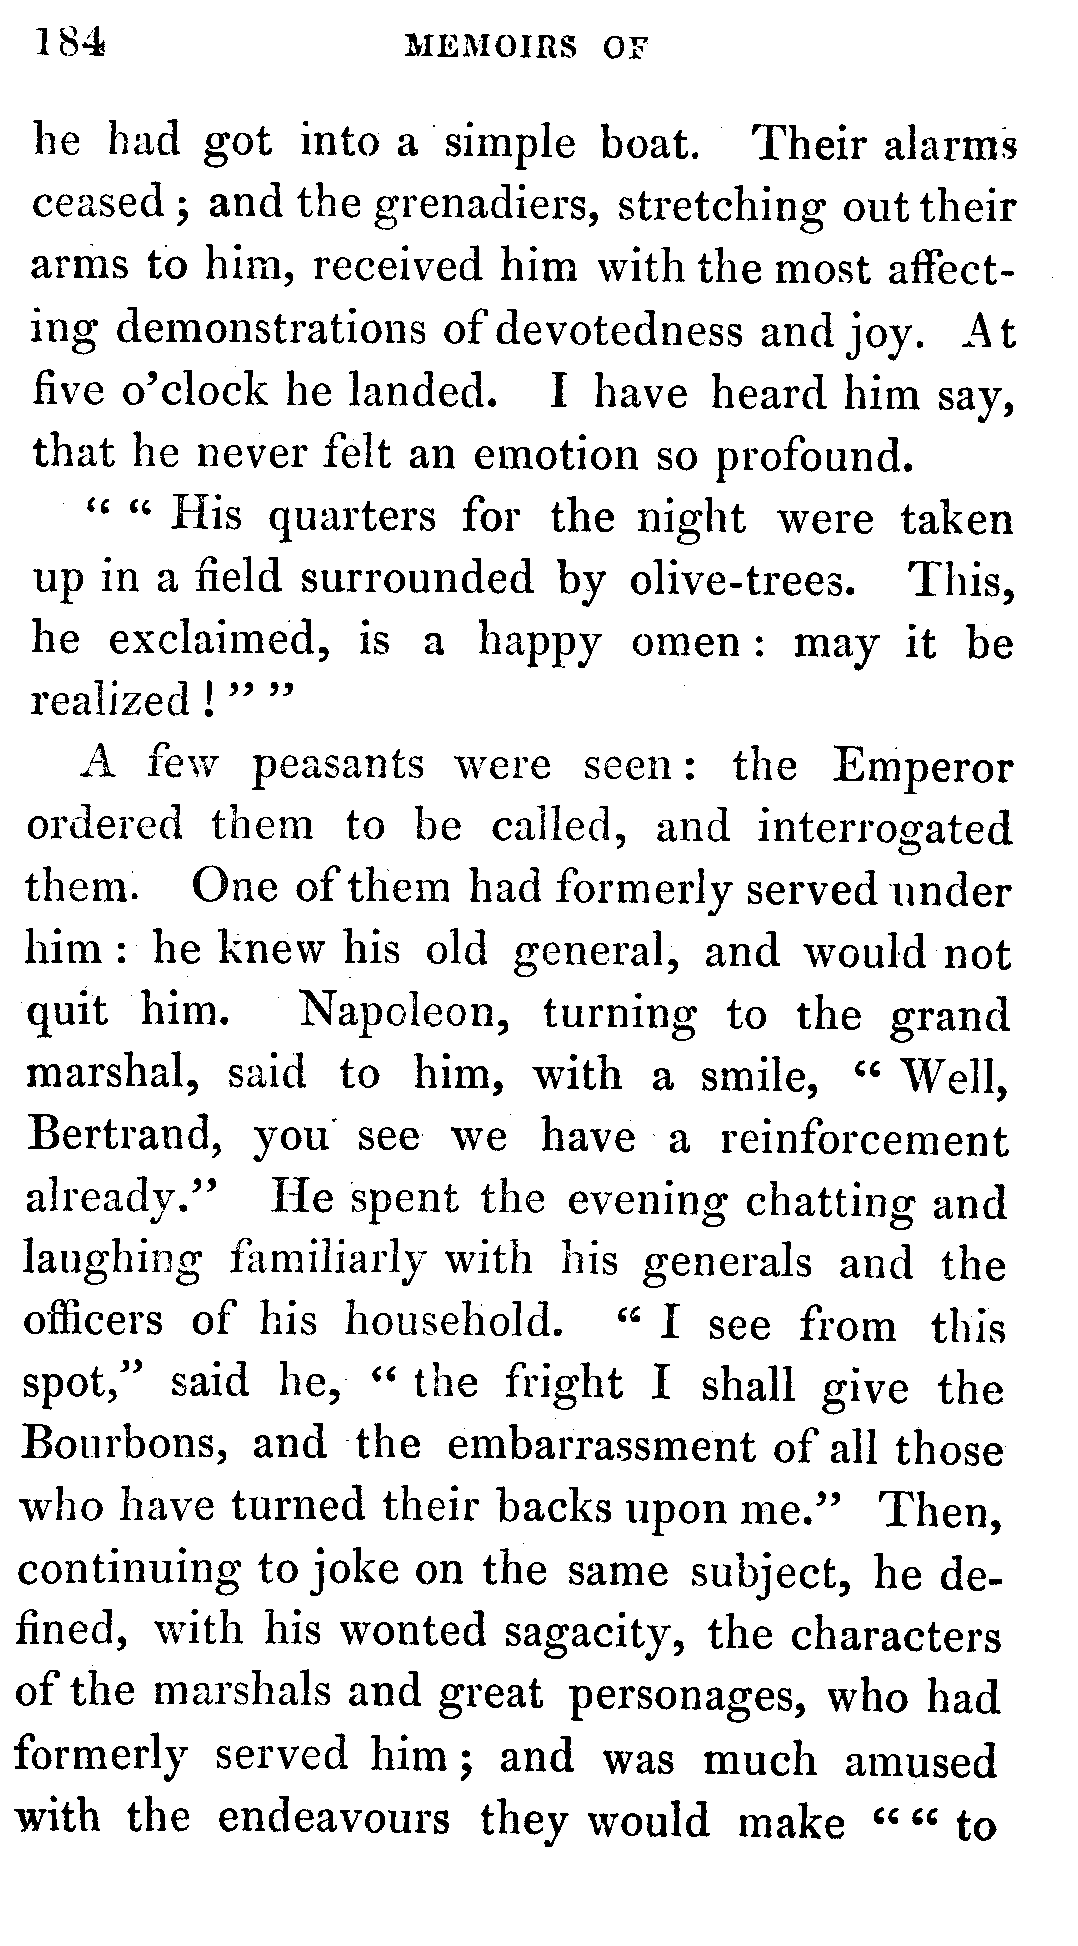 184 MEMOIRS OF
he had got into a simple boat. Their alarms
ceased ; and the grenadiers, stretching out their
arms to him, received him with the most affect-
ing demonstrations of devotedness and joy. At
five o’clock he landed. I have heard him say,
that he never felt an emotion so profound.
“ “ His quarters for the night were taken
up in a field surrounded by olive-trees. This,
he exclaimed, is a happy omen : may it be
realized ! ” ”
A few peasants were seen : the Emperor
ordered them to be called, and interrogated
them. One of them had formerly served under
him : he knew his old general, and would not
quit him. Napoleon, turning to the grand
marshal, said to him, with a smile, “ Well,
Bertrand, you see we have a reinforcement
already.” He spent the evening chatting and
laughing familiarly with his generals and the
officers of his household. “ I see from this
spot,” said he, “ the fright I shall give the
Bourbons, and the embarrassment of all those
who have turned their backs upon me.” Then,
continuing to joke on the same subject, he de-
fined, with his wonted sagacity, the characters
of the marshals and great personages, who had
formerly served him ; and was much amused
with the endeavours they would make “ “ to